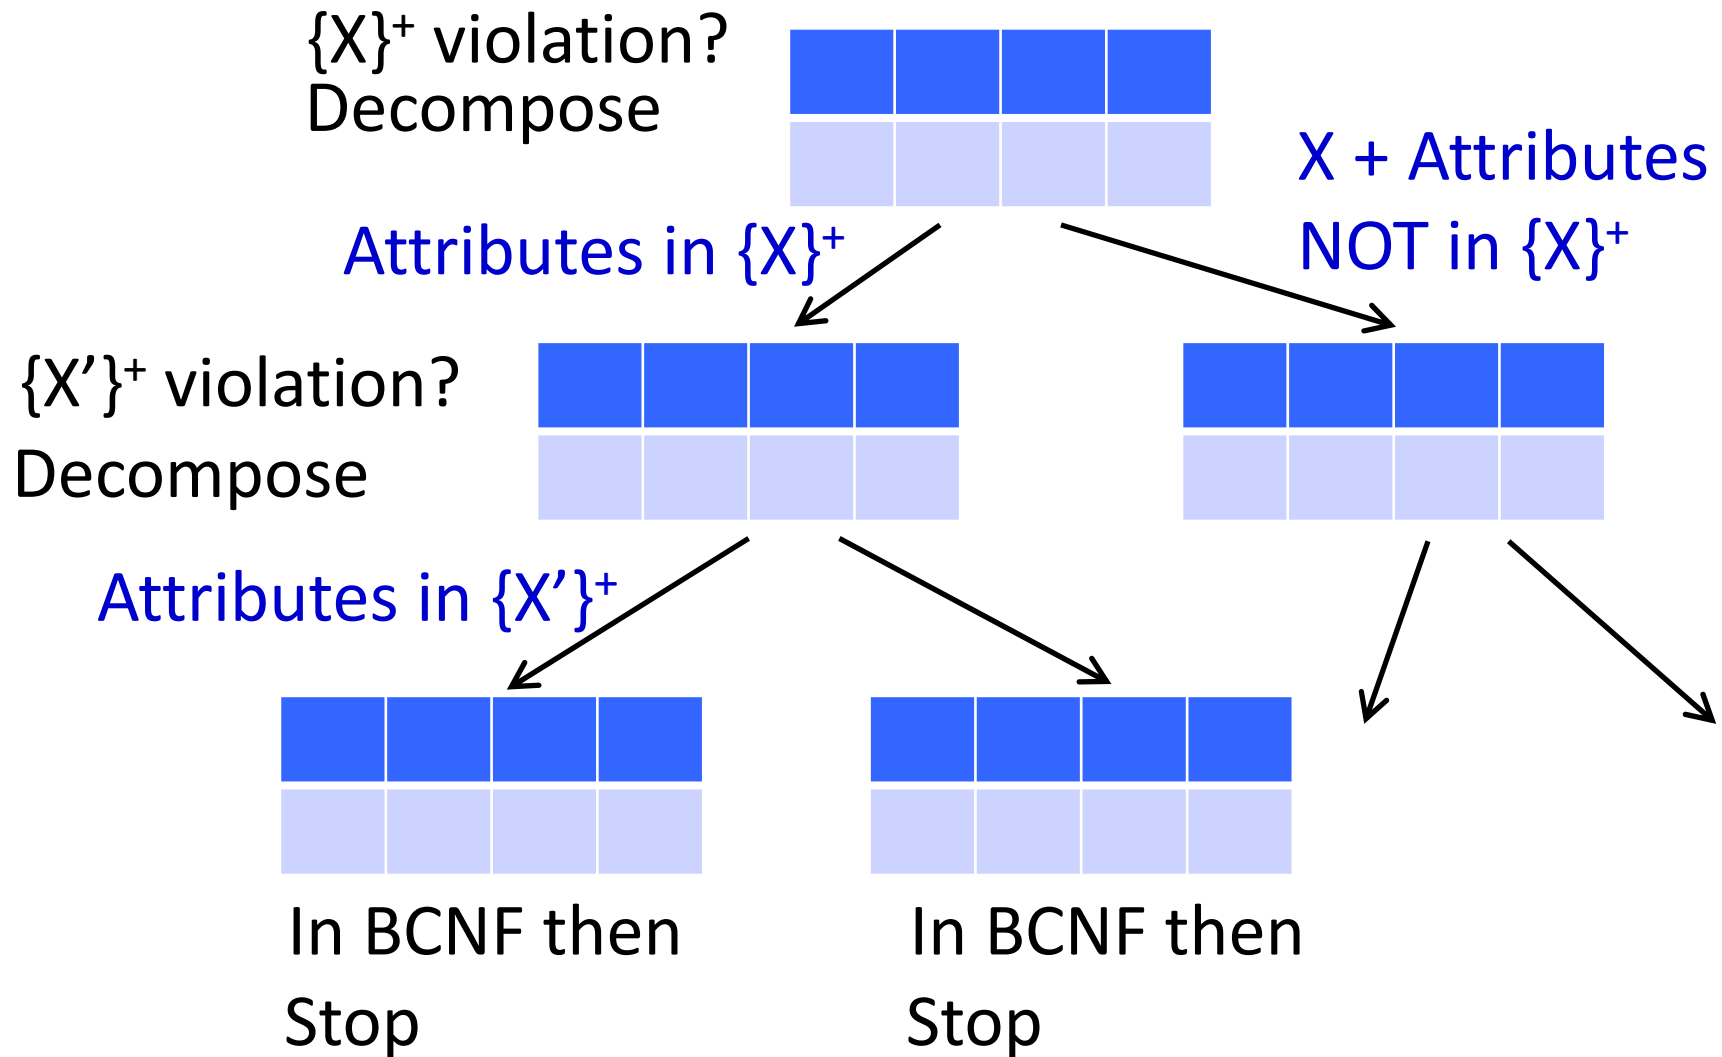 {X}⁺ violation?
Decompose
X + Attributes
NOT in {X}⁺
Attributes in {X}⁺
{X’}⁺ violation?
Decompose
Attributes in {X’}⁺
In BCNF then
Stop
In BCNF then
Stop